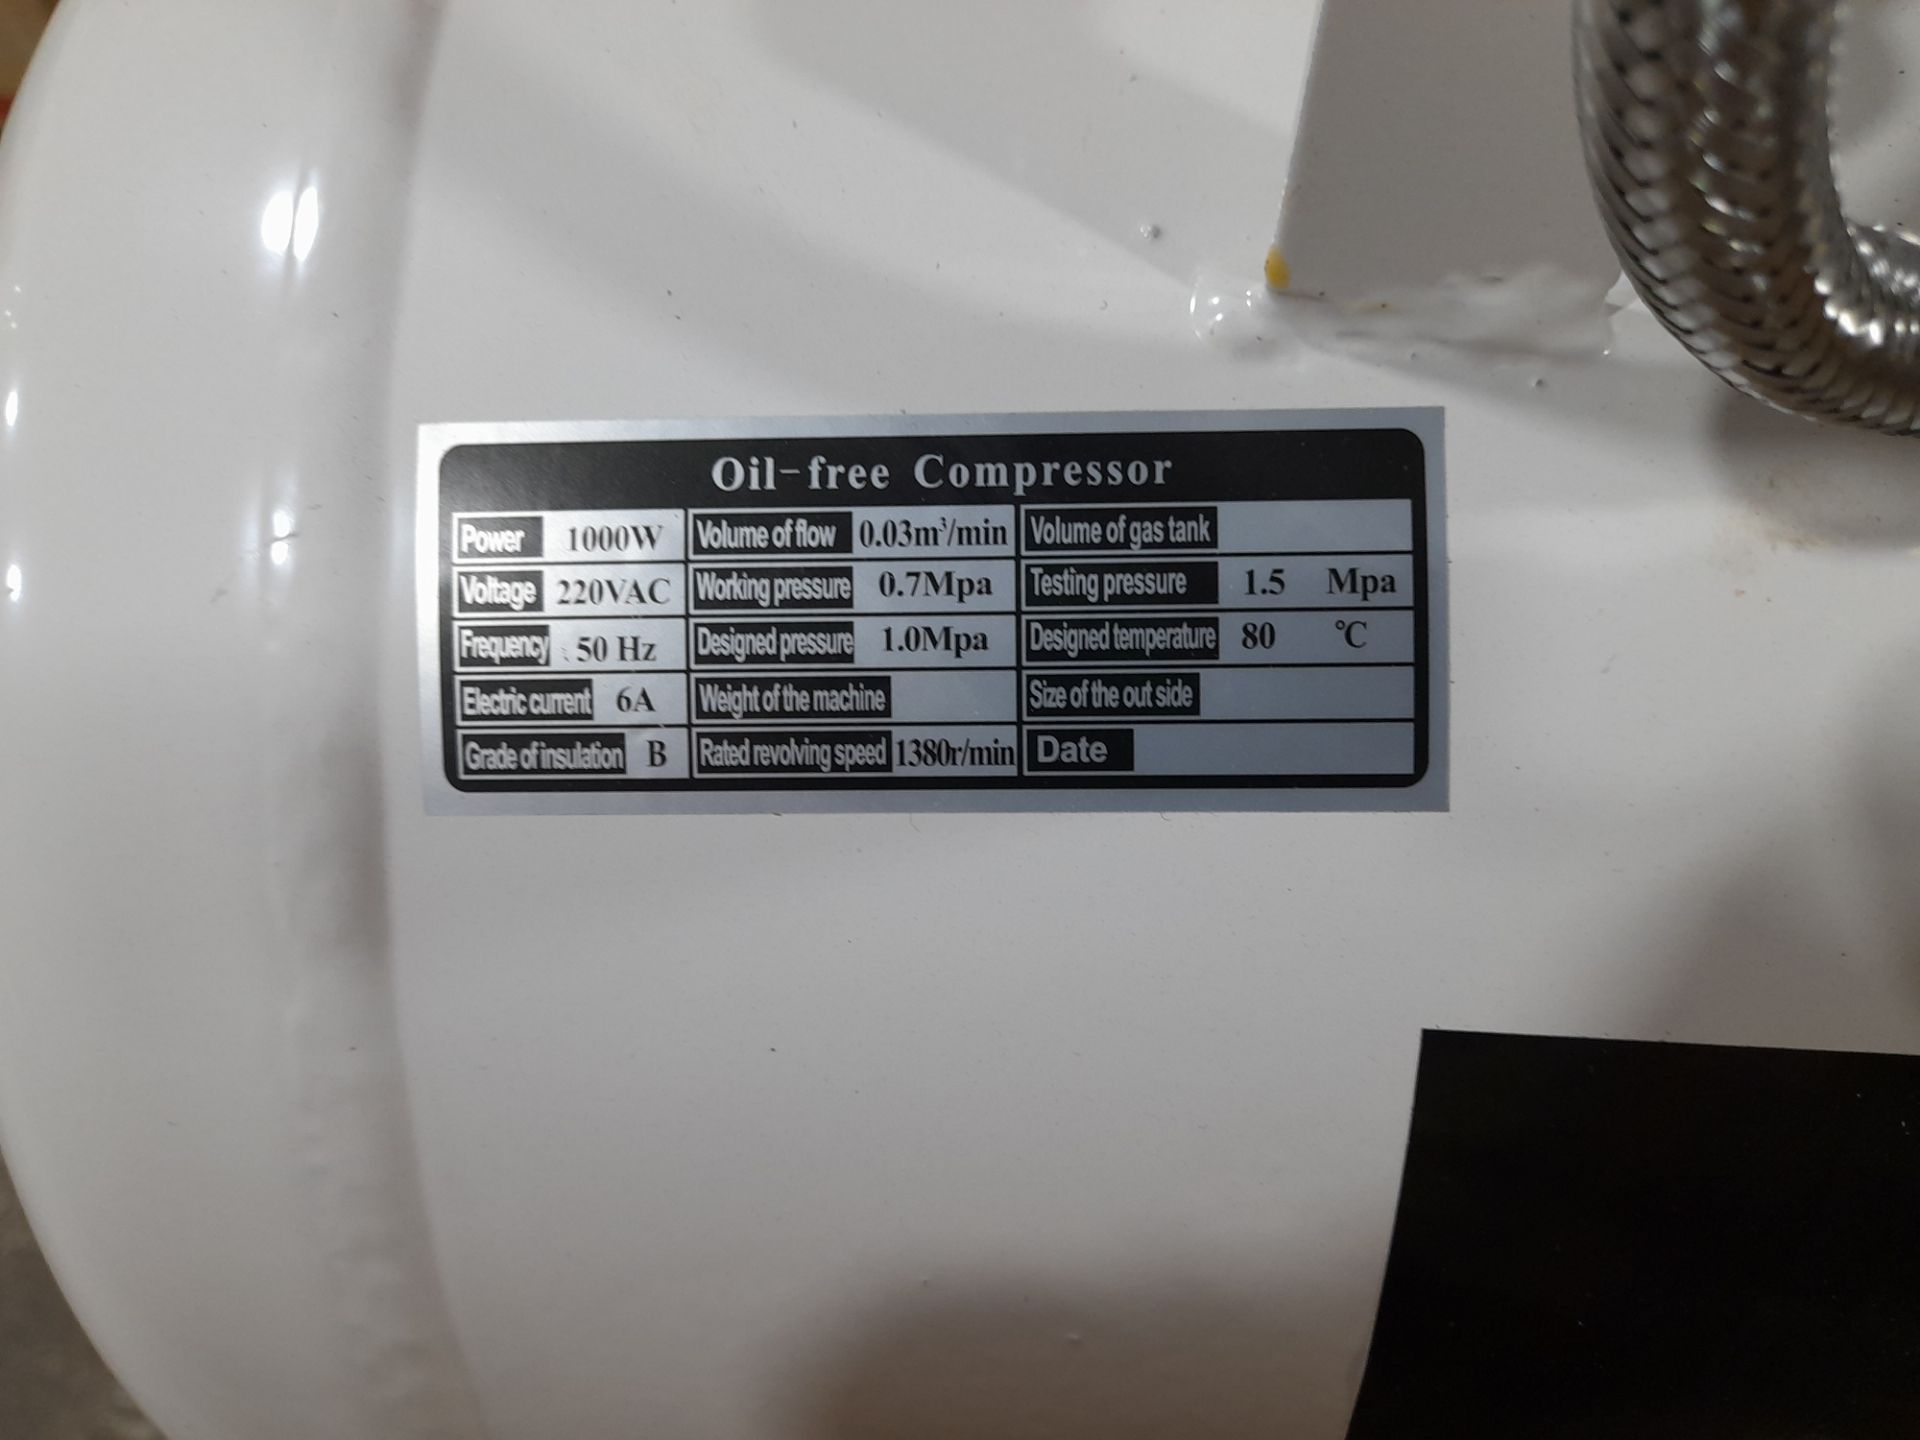 Oil-free Compressor
Power 1000W Volume of flow 0.03m³/min Volume of gas tank
Voltage 220VAC Working pressure 0.7Mpa Testing pressure 1.5 Mpa
Frequency 50 Hz Designed pressure 1.0Mpa Designed temperature 80 ℃
Electric current 6A Weight of the machine Size of the out side
Grade of insulation B Rated revolving speed 1380r/min Date